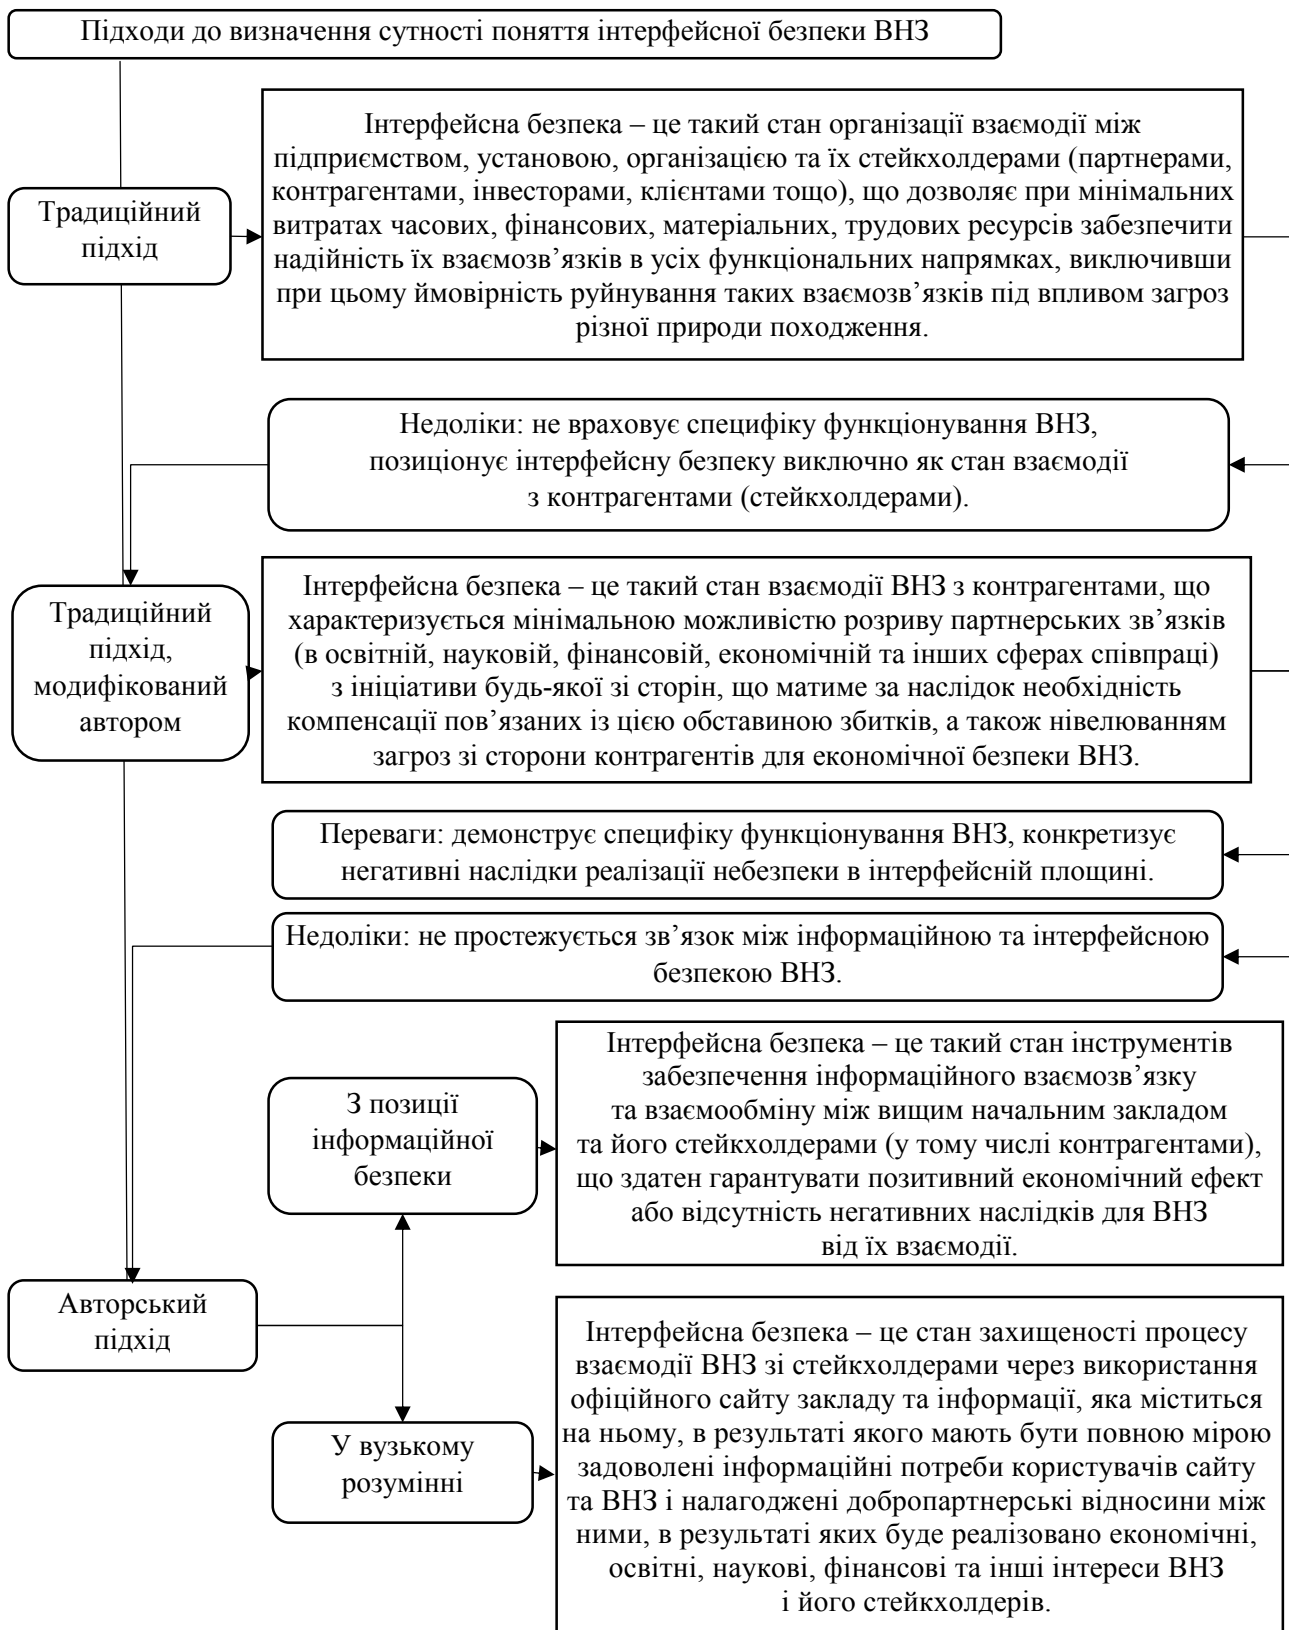 Підходи до визначення сутності поняття інтерфейсної безпеки ВНЗ
Традиційний
підхід
Інтерфейсна безпека – це такий стан організації взаємодії між
підприємством, установою, організацією та їх стейкхолдерами (партнерами,
контрагентами, інвесторами, клієнтами тощо), що дозволяє при мінімальних
витратах часових, фінансових, матеріальних, трудових ресурсів забезпечити
надійність їх взаємозв’язків в усіх функціональних напрямках, виключивши
при цьому ймовірність руйнування таких взаємозв’язків під впливом загроз
різної природи походження.
Недоліки: не враховує специфіку функціонування ВНЗ,
позиціонує інтерфейсну безпеку виключно як стан взаємодії
з контрагентами (стейкхолдерами).
Традиційний
підхід,
модифікований
автором
Інтерфейсна безпека – це такий стан взаємодії ВНЗ з контрагентами, що
характеризується мінімальною можливістю розриву партнерських зв’язків
(в освітній, науковій, фінансовій, економічній та інших сферах співпраці)
з ініціативи будь-якої зі сторін, що матиме за наслідок необхідність
компенсації пов’язаних із цією обставиною збитків, а також нівелюванням
загроз зі сторони контрагентів для економічної безпеки ВНЗ.
Переваги: демонструє специфіку функціонування ВНЗ, конкретизує
негативні наслідки реалізації небезпеки в інтерфейсній площині.
Недоліки: не простежується зв’язок між інформаційною та інтерфейсною
безпекою ВНЗ.
Авторський
підхід
З позиції
інформаційної
безпеки
Інтерфейсна безпека – це такий стан інструментів
забезпечення інформаційного взаємозв’язку
та взаємообміну між вищим начальним закладом
та його стейкхолдерами (у тому числі контрагентами),
що здатен гарантувати позитивний економічний ефект
або відсутність негативних наслідків для ВНЗ
від їх взаємодії.
У вузькому
розумінні
Інтерфейсна безпека – це стан захищеності процесу
взаємодії ВНЗ зі стейкхолдерами через використання
офіційного сайту закладу та інформації, яка міститься
на ньому, в результаті якого мають бути повною мірою
задоволені інформаційні потреби користувачів сайту
та ВНЗ і налагоджені добропартнерські відносини між
ними, в результаті яких буде реалізовано економічні,
освітні, наукові, фінансові та інші інтереси ВНЗ
і його стейкхолдерів.